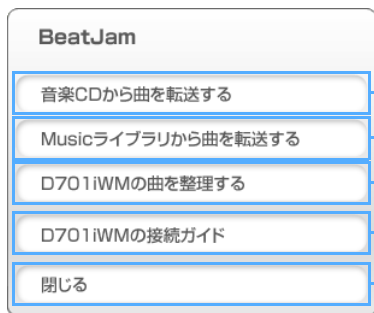 BeatJam
音楽CDから曲を転送する
Musicライブラリから曲を転送する
D701iWMの曲を整理する
D701iWMの接続ガイド
閉じる